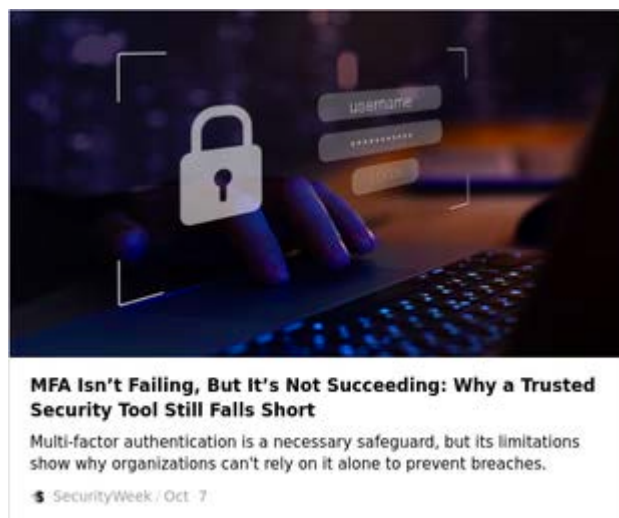 username
MFA Isn’t Failing, But It’s Not Succeeding: Why a Trusted
Security Tool Still Falls Short
Multi-factor authentication is a necessary safeguard, but its limitations
show why organizations can't rely on it alone to prevent breaches.
SecurityWeek / Oct 7